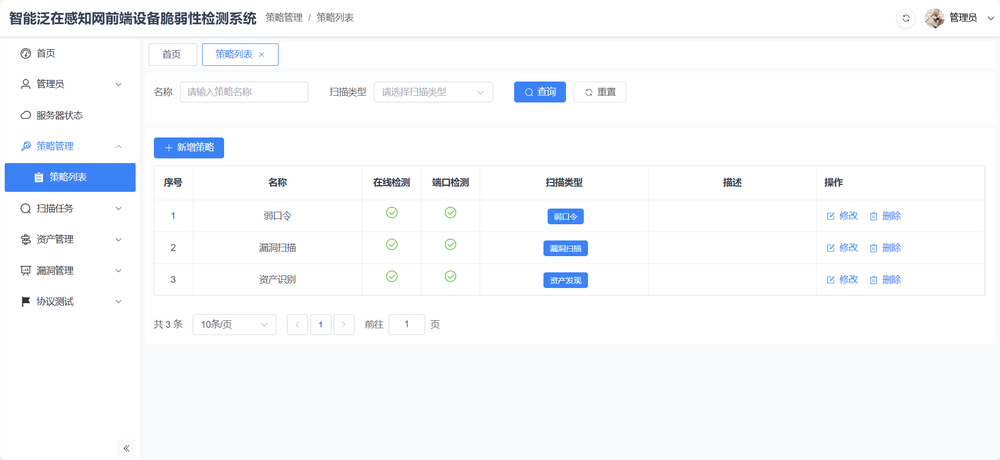 智能泛在感知网前端设备脆弱性检测系统 策略管理 / 策略列表 管理员
首页
管理员
服务器状态
策略管理
策略列表
扫描任务
资产管理
漏洞管理
协议测试
首页 策略列表
名称 请输入策略名称 扫描类型 请选择扫描类型 查询 重置
新增策略
序号 名称 在线检测 端口检测 扫描类型 描述 操作
1 弱口令 弱口令 修改 删除
2 漏洞扫描 漏洞扫描 修改 删除
3 资产识别 资产发现 修改 删除
共 3 条 10条/页 1 前往 1 页